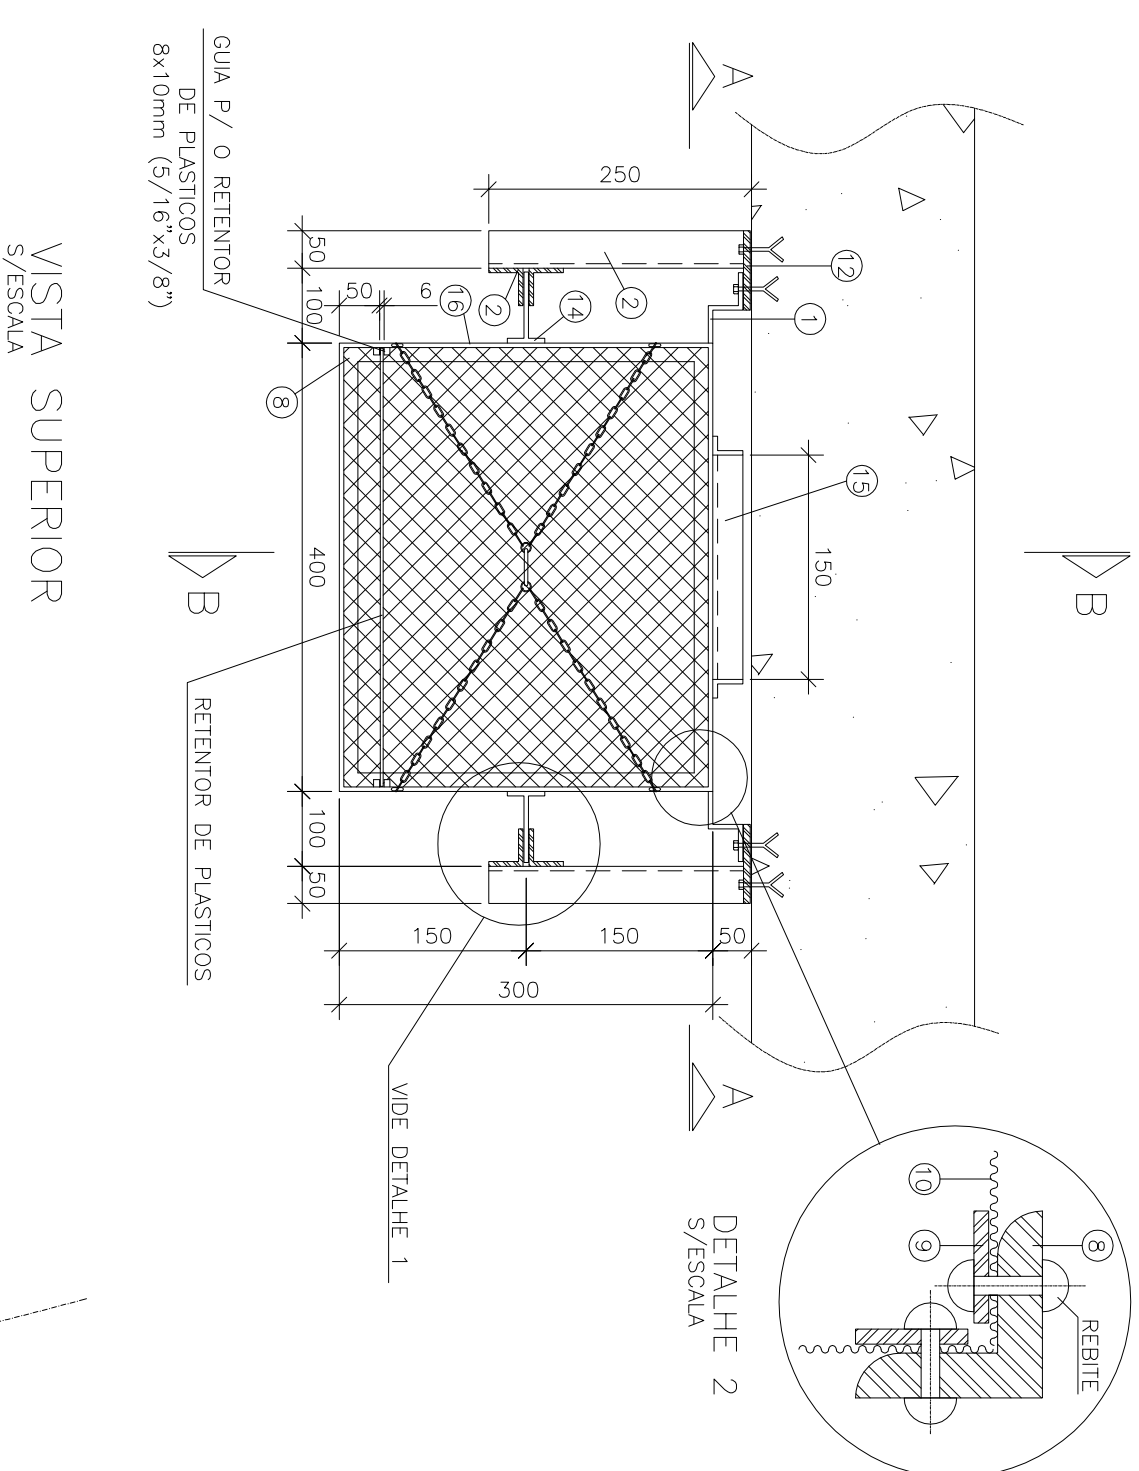 A
A
B
B
250
50
100
50
6
400
100
50
150
150
50
300
150
12
2
2
14
16
1
15
8
GUIA P/ O RETENTOR
DE PLASTICOS
8x10mm (5/16"x3/8")
RETENTOR DE PLASTICOS
VIDE DETALHE 1
VISTA SUPERIOR
S/ESCALA
8
9
10
REBITE
DETALHE 2
S/ESCALA